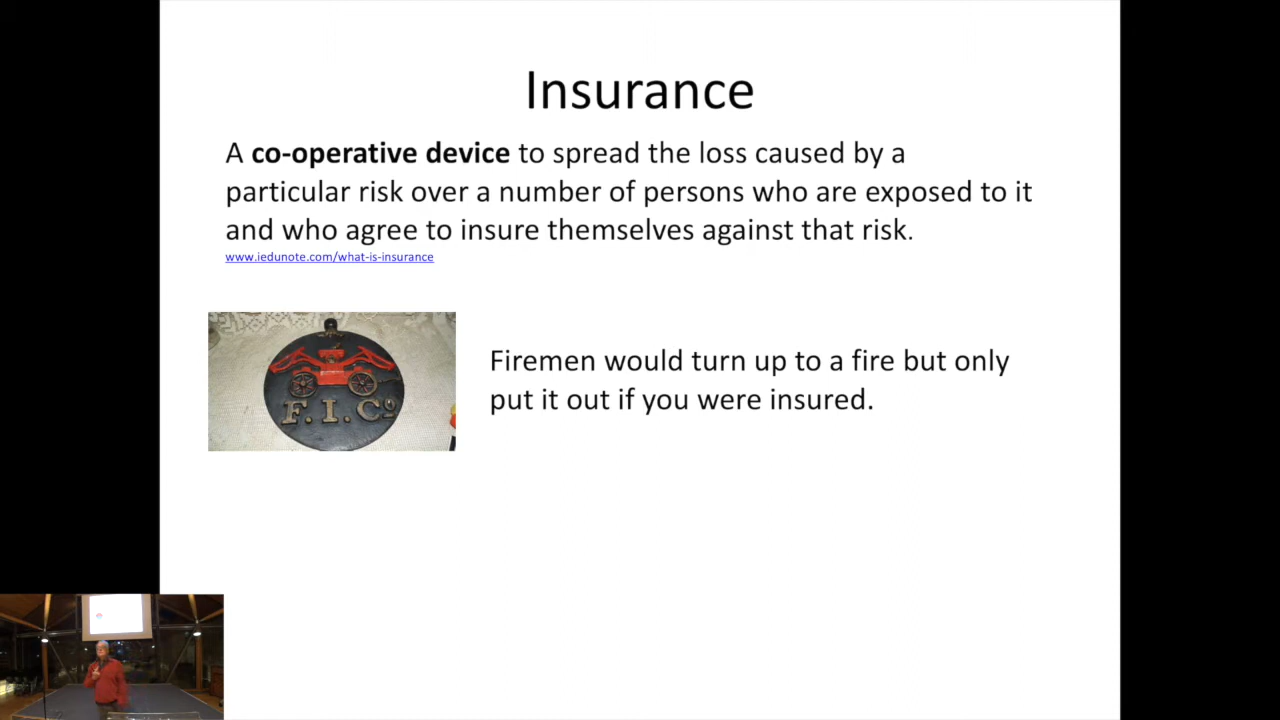 Insurance
A co-operative device to spread the loss caused by a
particular risk over a number of persons who are exposed to it
and who agree to insure themselves against that risk.
www.iedunote.com/what-is-insurance
F. I. Cº
Firemen would turn up to a fire but only
put it out if you were insured.